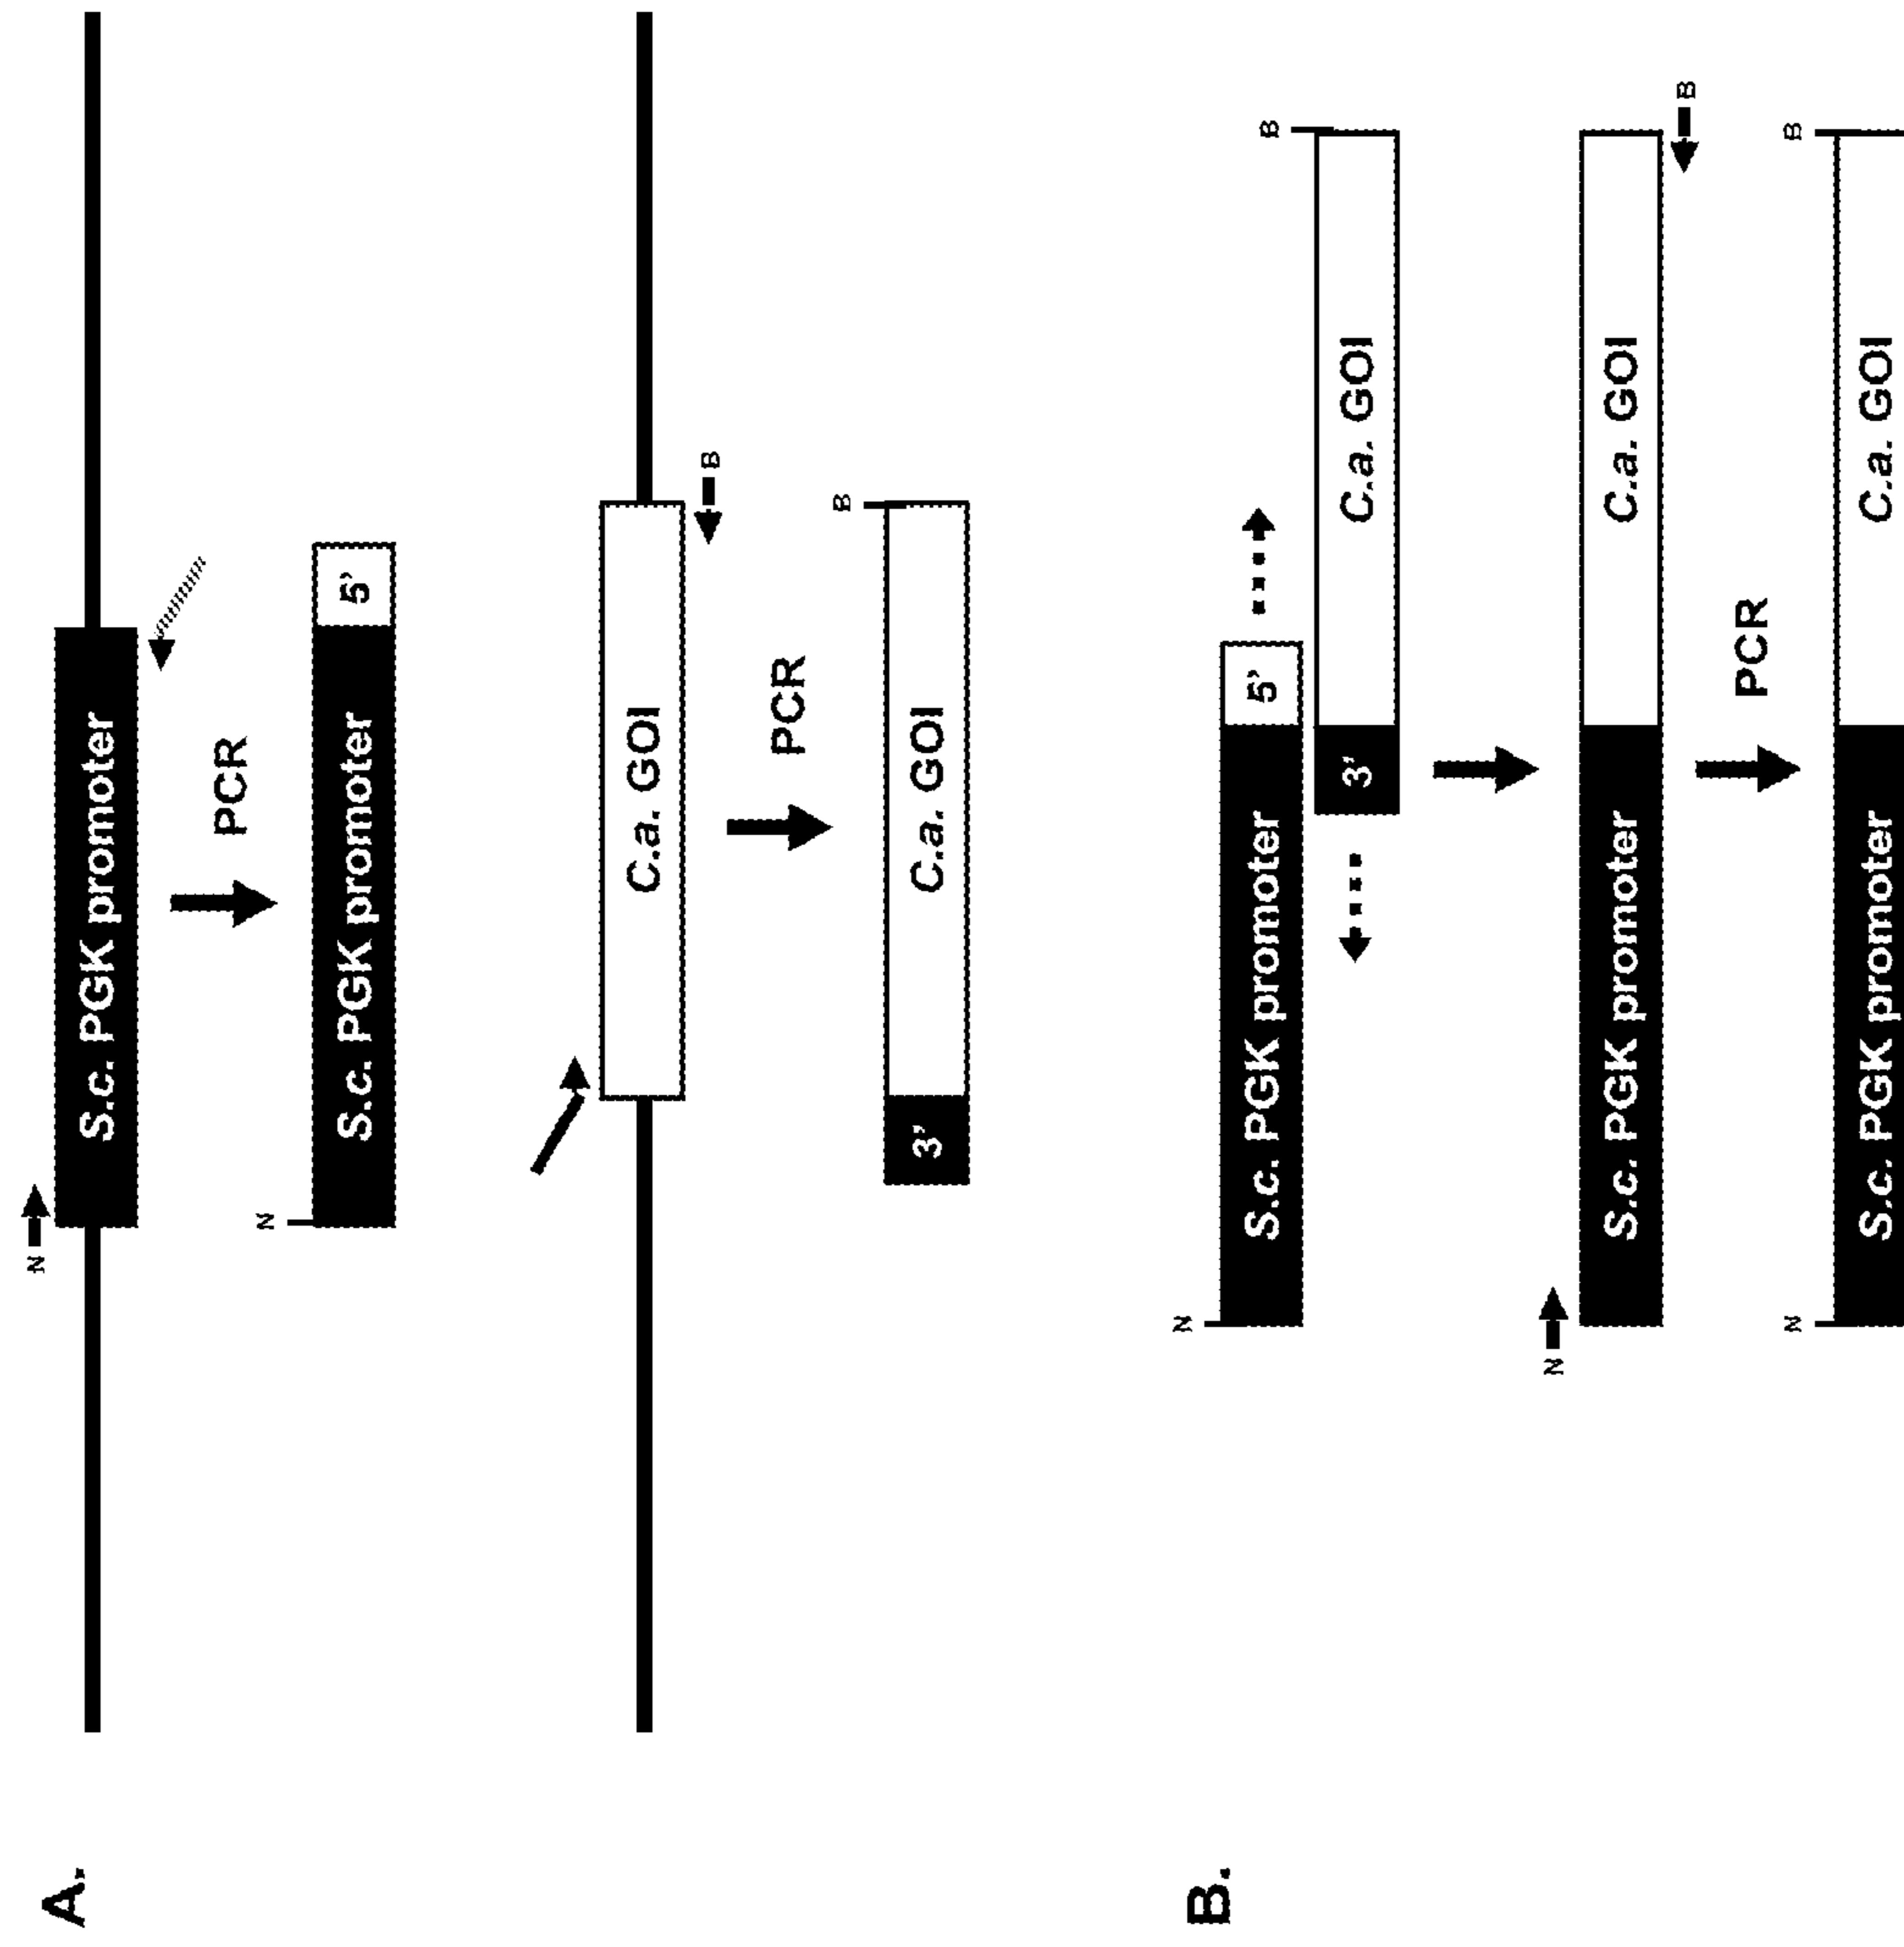 A.
N
S.c. PGK promoter
PCR
N
S.c. PGK promoter 5’
C.a. GOI
B
PCR
B
3’ C.a. GOI
B.
N
S.c. PGK promoter 5’
B
3’ C.a. GOI
N
S.c. PGK promoter C.a. GOI
B
PCR
N B
S.c. PGK promoter C.a. GOI